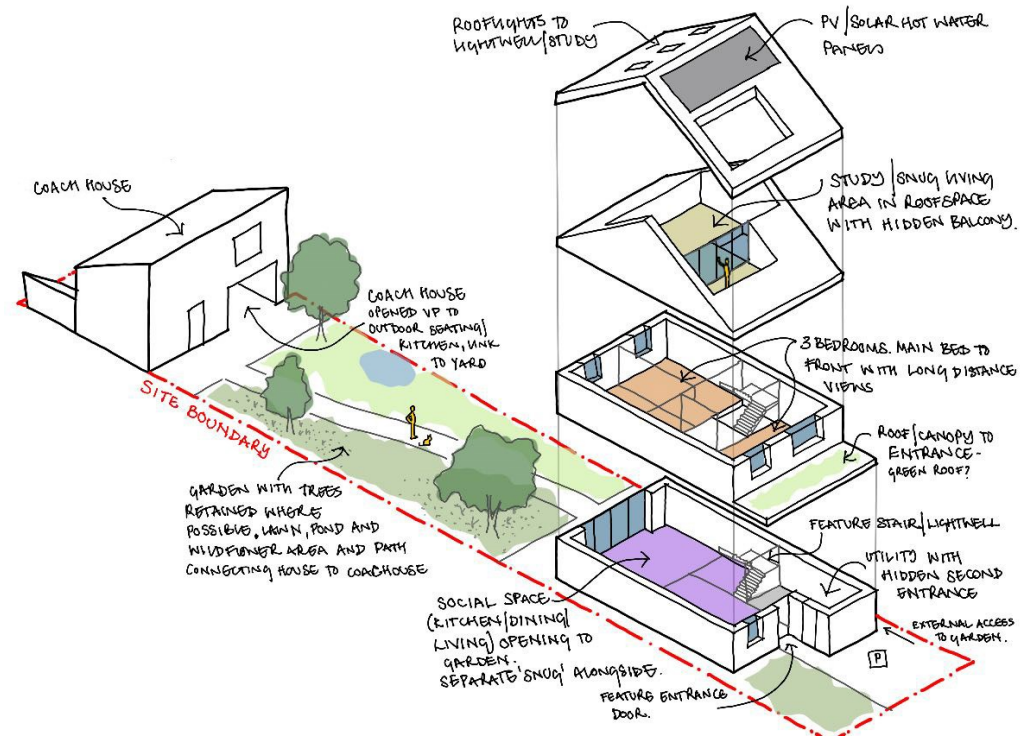 ROOFLIGHTS TO
LIGHTWELL/STUDY
PV/SOLAR HOT WATER
PANELS
COACH HOUSE
STUDY/SNUG LIVING
AREA IN ROOFSPACE
WITH HIDDEN BALCONY.
COACH HOUSE
OPENED UP TO
OUTDOOR SEATING/
KITCHEN, LINK
TO YARD
3 BEDROOMS. MAIN BED TO
FRONT WITH LONG DISTANCE
VIEWS
SITE BOUNDARY
ROOF/CANOPY TO
ENTRANCE -
GREEN ROOF?
GARDEN WITH TREES
RETAINED WHERE
POSSIBLE, LAWN, POND AND
WILDFLOWER AREA AND PATH
CONNECTING HOUSE TO COACHOUSE
FEATURE STAIR/LIGHTWELL
UTILITY WITH
HIDDEN SECOND
ENTRANCE
SOCIAL SPACE
(KITCHEN/DINING/
LIVING) OPENING TO
GARDEN.
SEPARATE 'SNUG' ALONGSIDE.
EXTERNAL ACCESS
TO GARDEN.
P
FEATURE ENTRANCE
DOOR.